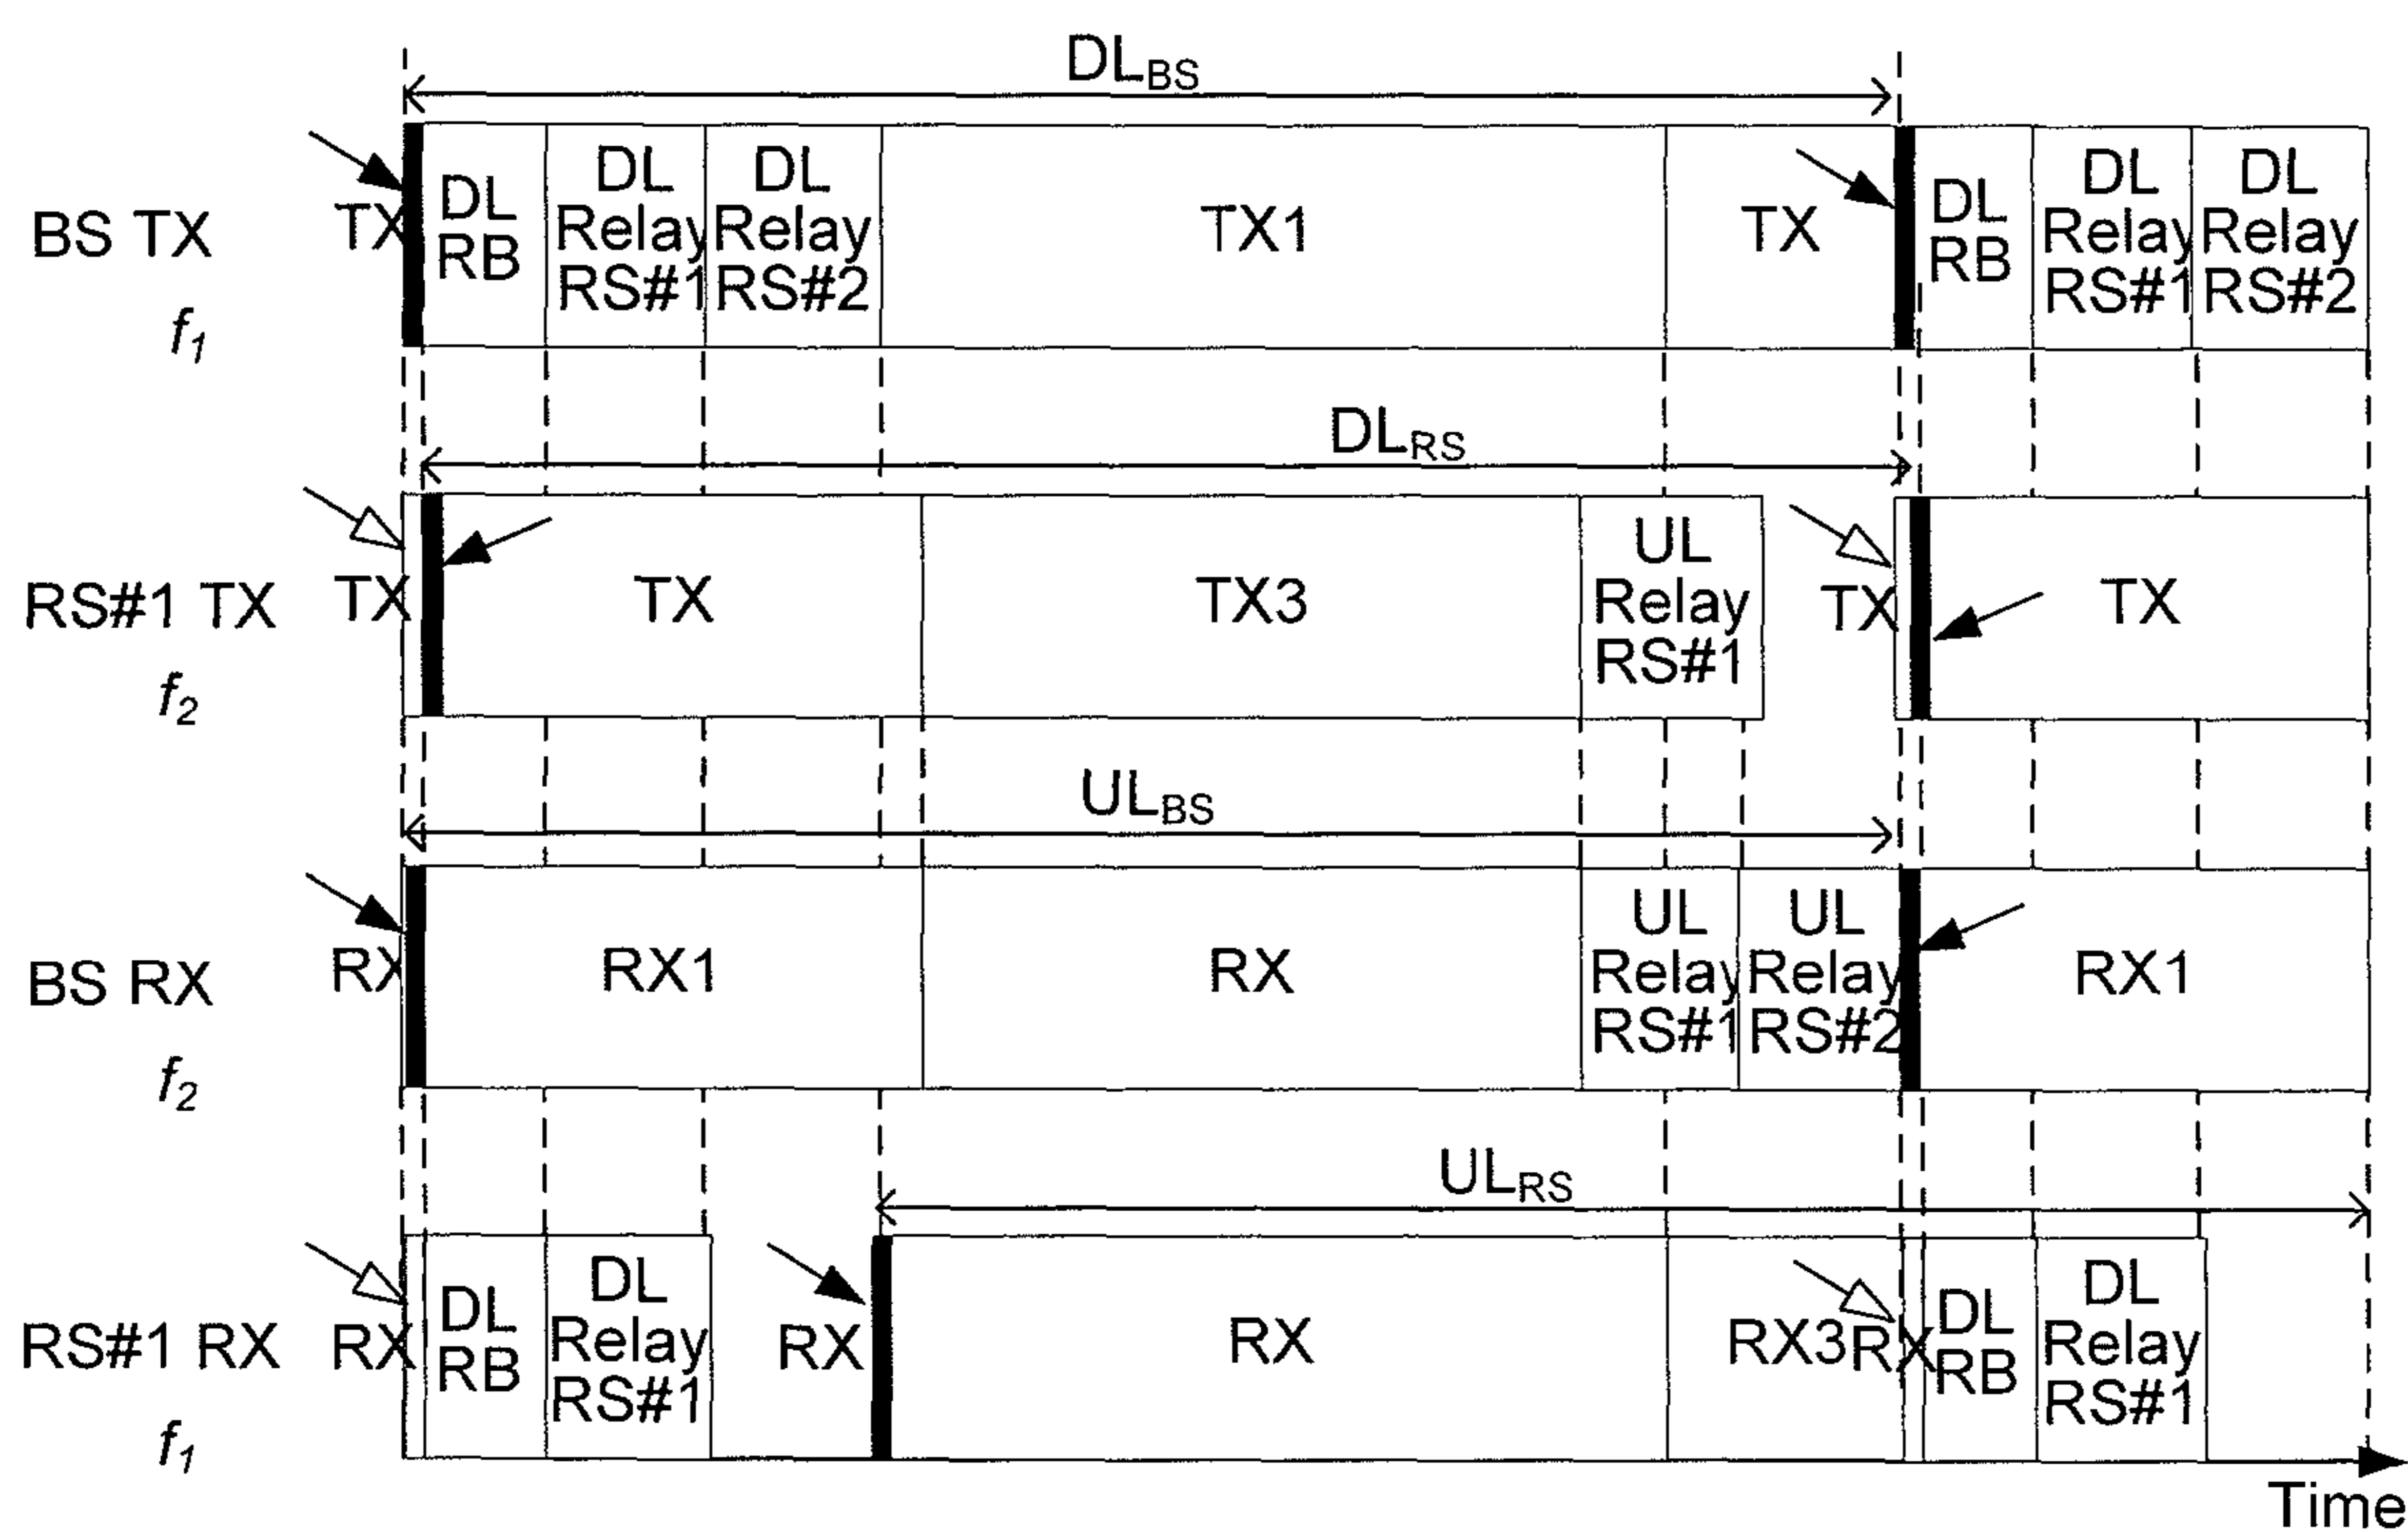 DLBS
BS TX
f1
TX
DL
RB
DL
Relay
RS#1
DL
Relay
RS#2
TX1
TX
DL
RB
DL
Relay
RS#1
DL
Relay
RS#2
DLRS
RS#1 TX
f2
TX
TX
TX3
UL
Relay
RS#1
TX
TX
ULBS
BS RX
f2
RX
RX1
RX
UL
Relay
RS#1
UL
Relay
RS#2
RX1
ULRS
RS#1 RX
f1
RX
DL
RB
DL
Relay
RS#1
RX
RX
RX3
RX
DL
RB
DL
Relay
RS#1
Time